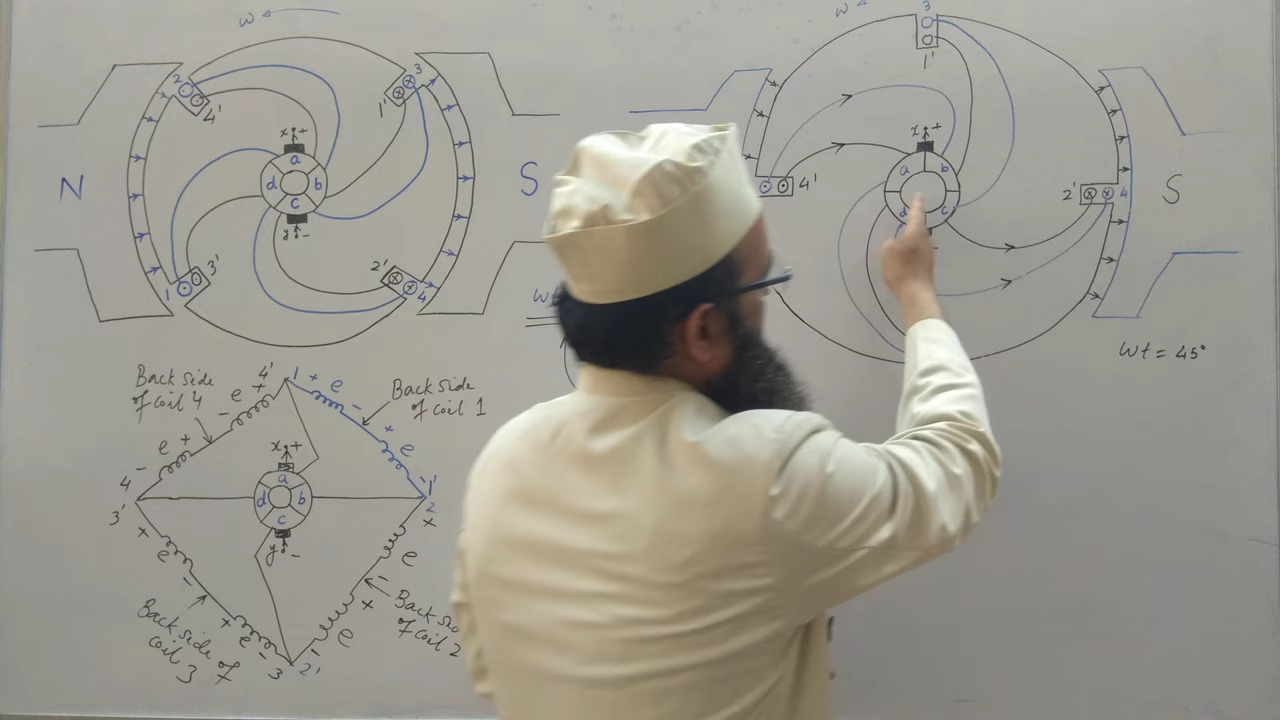 ω
2
4'
3
1'
x +
a
d b
c
y -
N
S
3'
1
2'
4
ω
3
1'
4'
x +
a b
d c
-
2'
4
S
ωt = 45°
Back side
of coil 4
4'
1
+ e -
Back side
of coil 1
+ e -
- e +
e +
-
4
3'
x +
a
d b
c
y -
1'
2
+
e
-
+
e
-
Back
of coil 2
+
e
-
+ e -
Back side of
coil 3
3
2'